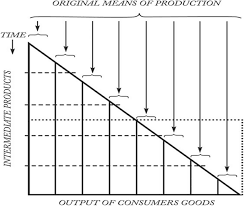 ORIGINAL MEANS OF PRODUCTION
TIME
INTERMEDIATE PRODUCTS
OUTPUT OF CONSUMERS GOODS